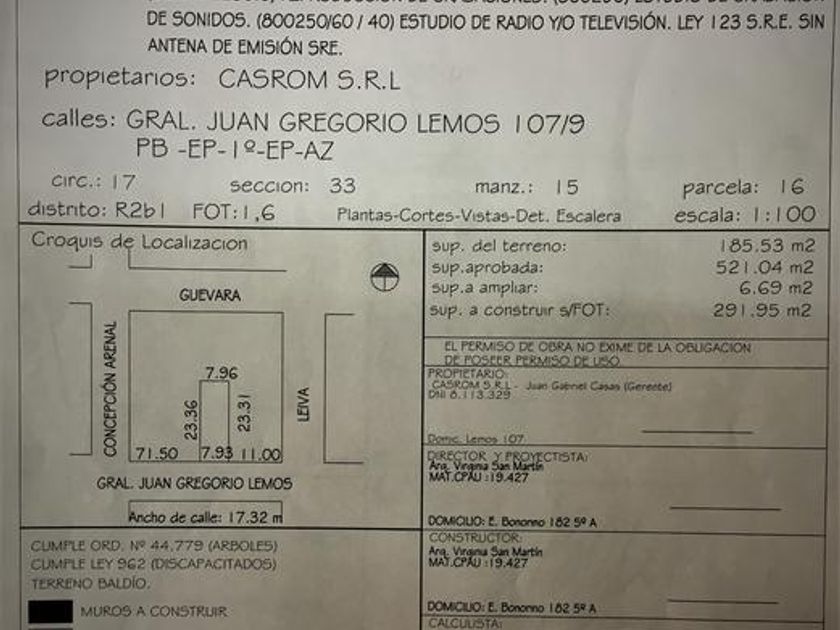 DE SONIDOS. (800250/60 / 40) ESTUDIO DE RADIO Y/O TELEVISIÓN. LEY 123 S.R.E. SIN
ANTENA DE EMISIÓN SRE.
propietarios: CASROM S.R.L
calles: GRAL. JUAN GREGORIO LEMOS 107/9
PB -EP-1º-EP-AZ
circ.: 17 seccion: 33 manz.: 15 parcela: 16
distrito: R2b1 FOT:1,6 Plantas-Cortes-Vistas-Det. Escalera escala: 1:100
Croquis de Localizacion
GUEVARA
CONCEPCIÓN ARENAL
7.96
23.36
23.31
LEIVA
71.50 7.93 11.00
GRAL. JUAN GREGORIO LEMOS
Ancho de calle: 17.32 m
CUMPLE ORD. Nº 44,779 (ARBOLES)
CUMPLE LEY 962 (DISCAPACITADOS)
TERRENO BALDÍO.
MUROS A CONSTRUIR
sup. del terreno: 185.53 m2
sup.aprobada: 521.04 m2
sup.a ampliar: 6.69 m2
sup. a construir s/FOT: 291.95 m2
EL PERMISO DE OBRA NO EXIME DE LA OBLIGACION
DE POSEER PERMISO DE USO.
PROPIETARIO:
CASROM S.R.L - Juan Gabriel Casas (Gerente)
DNI 8.113.329
Domic. Lemos 107
DIRECTOR Y PROYECTISTA:
Arq. Virginia San Martín
MAT.CPAU :19.427
DOMICILIO: E. Bonorino 182 5º A
CONSTRUCTOR:
Arq. Virginia San Martín
MAT.CPAU :19.427
DOMICILIO: E. Bonorino 182 5º A
CALCULISTA: